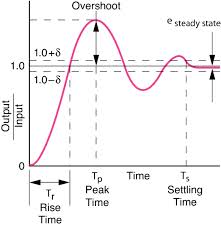 Overshoot
e steady state
1.0+δ
1.0
1.0−δ
Output
Input
0
Tr
Rise
Time
Tp
Peak
Time
Time
Ts
Settling
Time